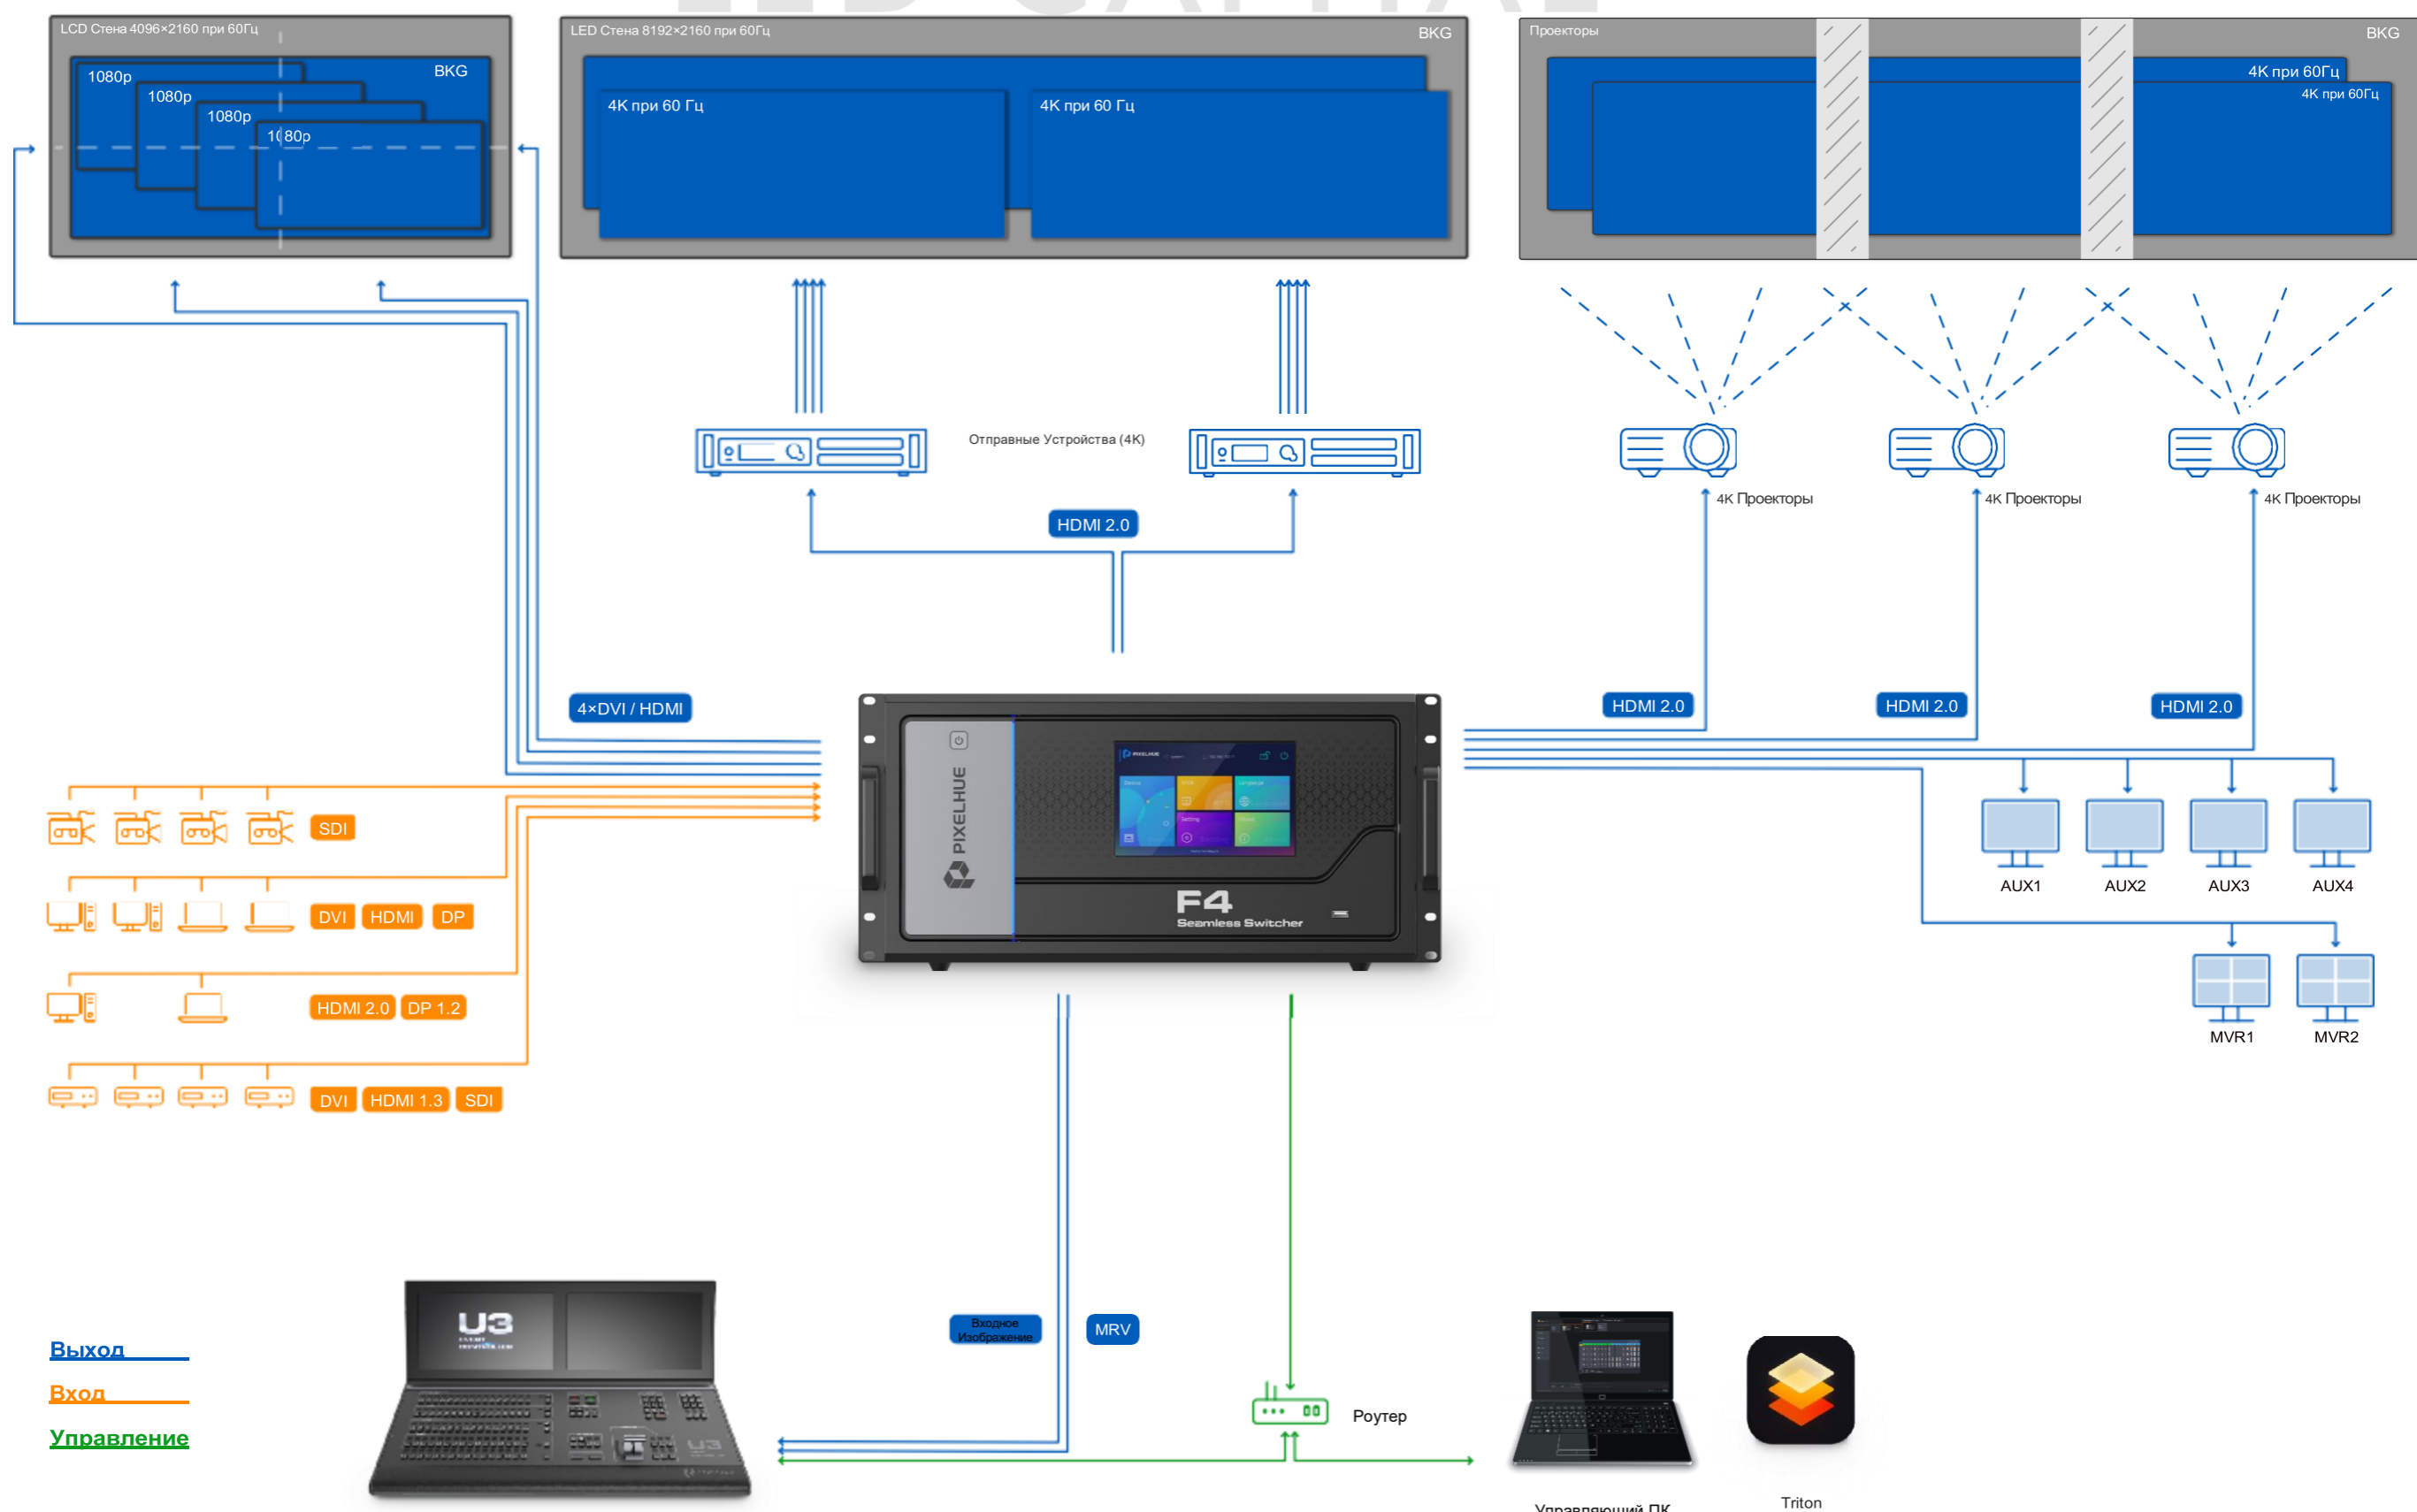 LCD Стена 4096×2160 при 60Гц
BKG
1080p
1080p
1080p
1080p
LED Стена 8192×2160 при 60Гц
BKG
4K при 60 Гц
4K при 60 Гц
Проекторы
BKG
4K при 60Гц
4K при 60Гц
Отправные Устройства (4K)
HDMI 2.0
4K Проекторы
4K Проекторы
4K Проекторы
4×DVI / HDMI
HDMI 2.0
HDMI 2.0
HDMI 2.0
PIXELHUE
PIXELHUE
Setting
F4
Seamless Switcher
SDI
DVI HDMI DP
HDMI 2.0 DP 1.2
DVI HDMI 1.3 SDI
AUX1 AUX2 AUX3 AUX4
MVR1 MVR2
Входное
Изображение
MRV
Выход
Вход
Управление
U3
U3
Роутер
Управляющий ПК
Triton